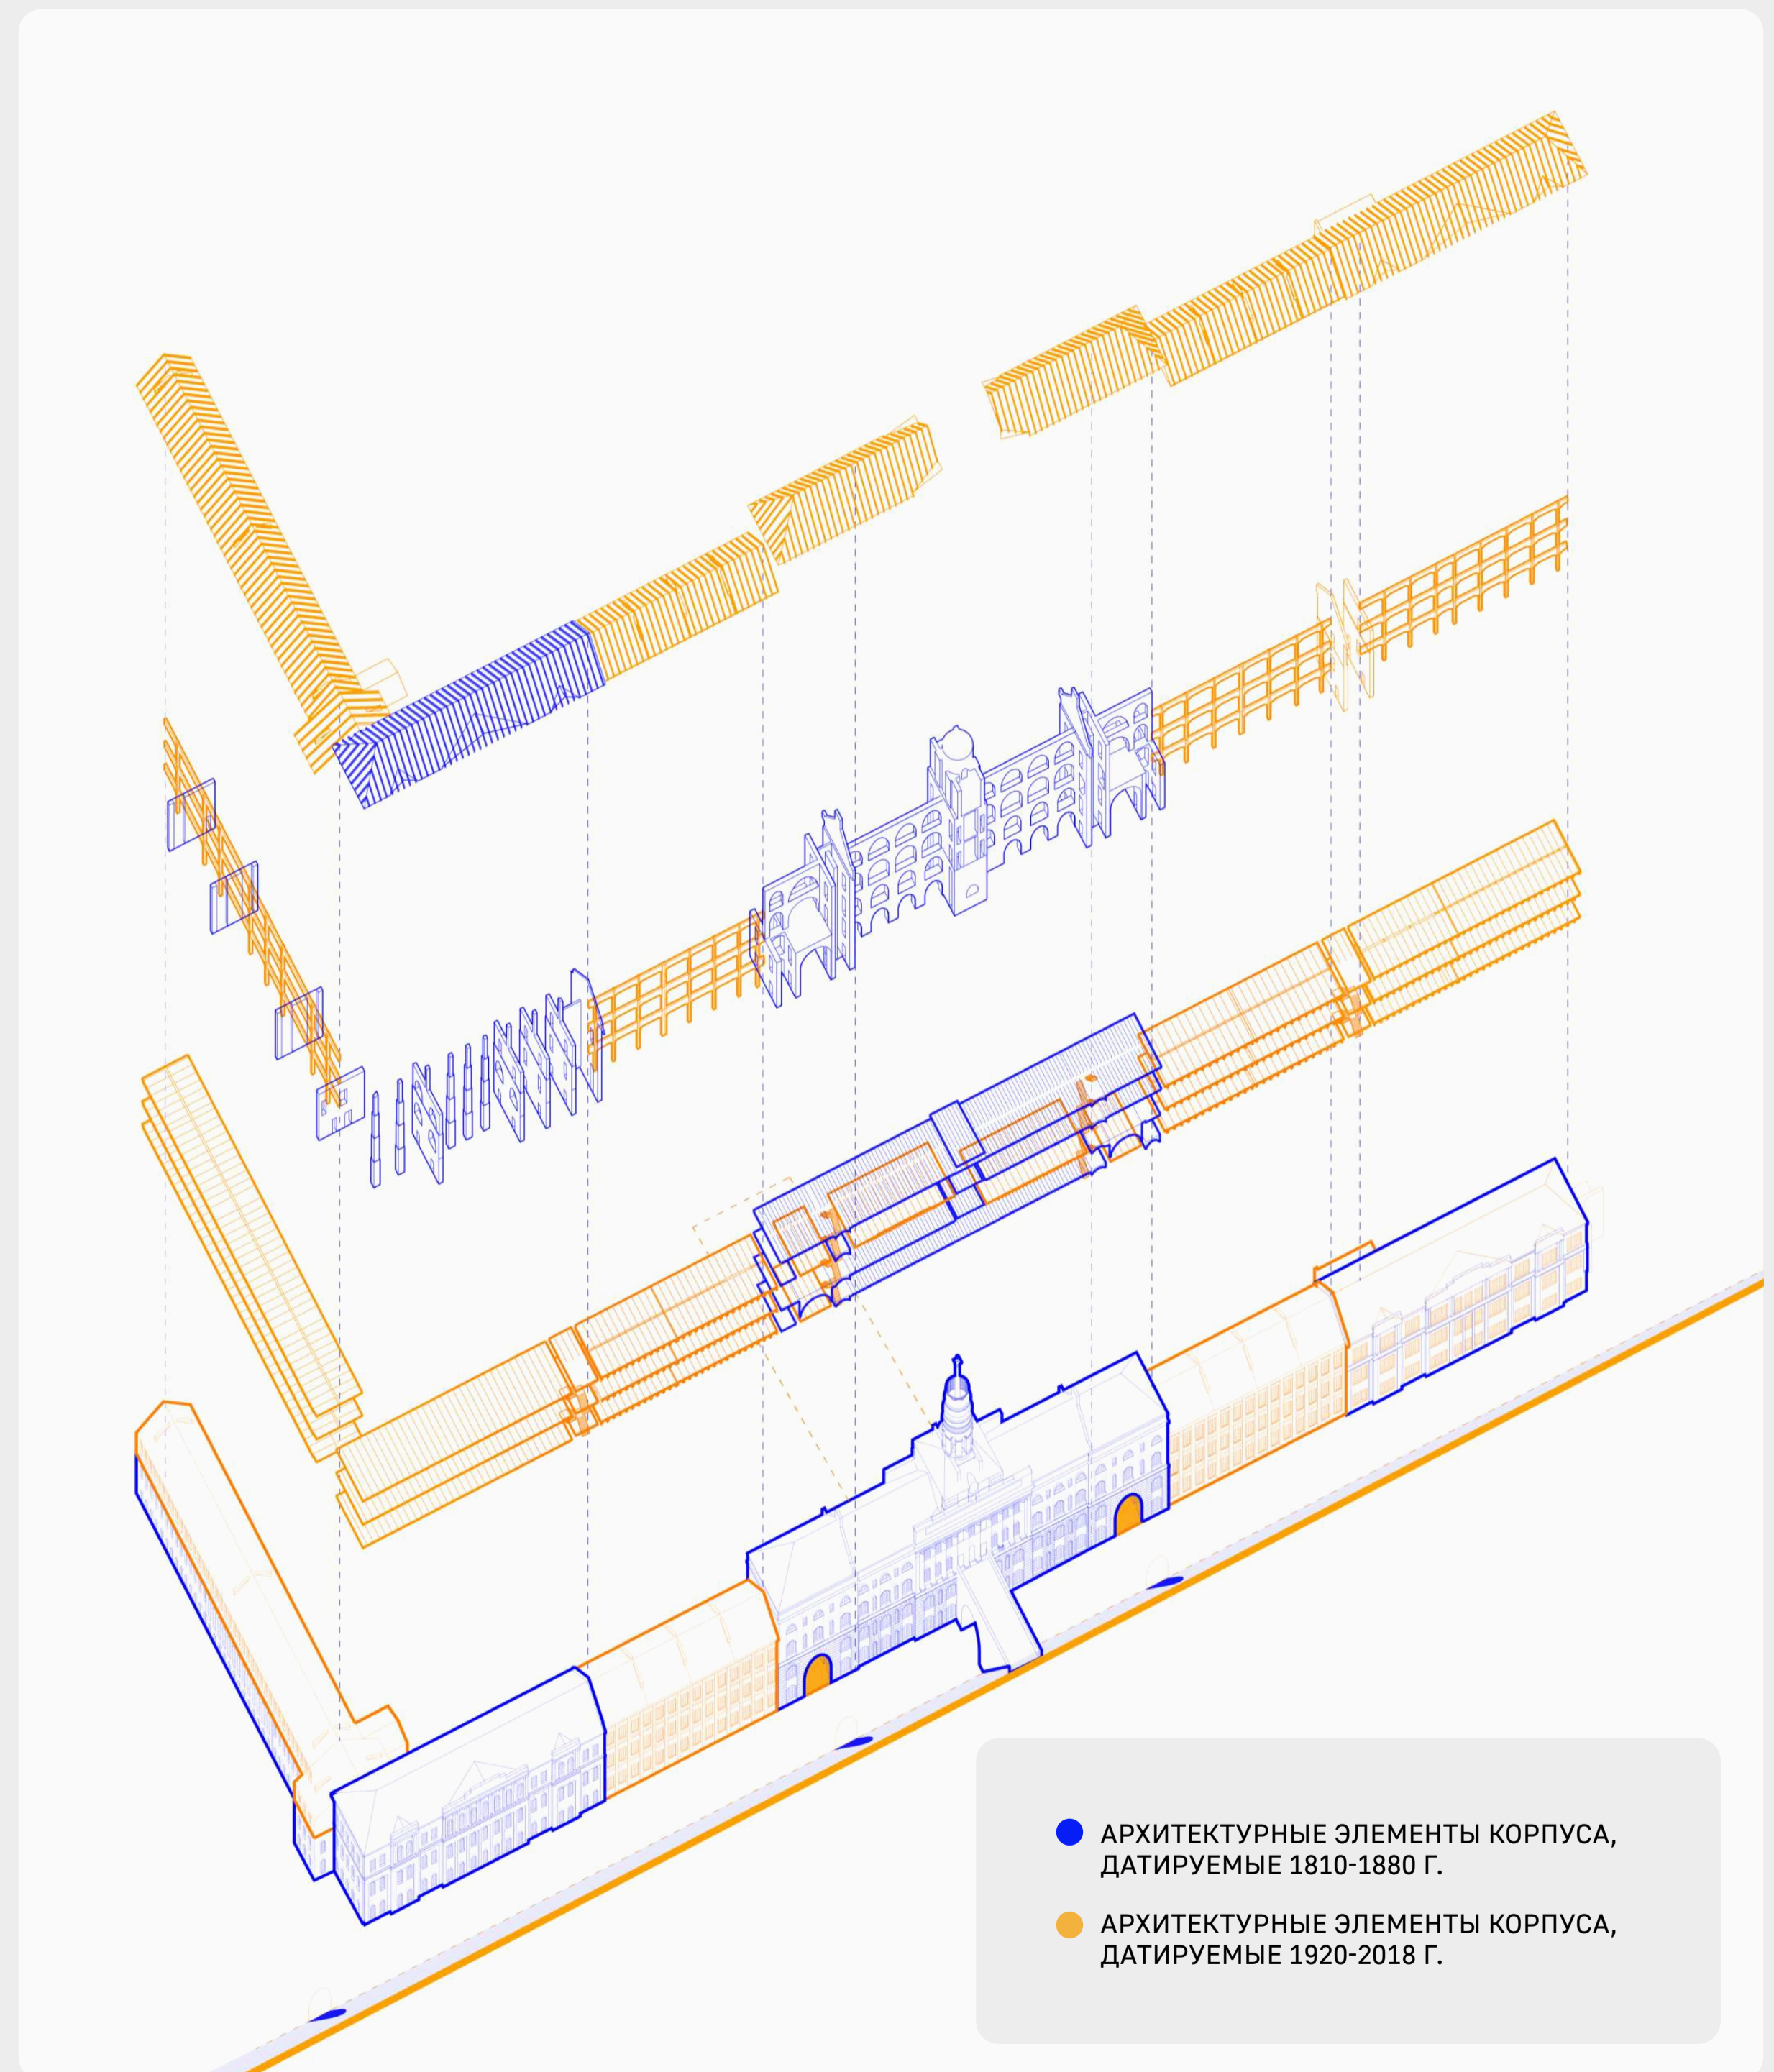 АРХИТЕКТУРНЫЕ ЭЛЕМЕНТЫ КОРПУСА,
ДАТИРУЕМЫЕ 1810-1880 Г.
АРХИТЕКТУРНЫЕ ЭЛЕМЕНТЫ КОРПУСА,
ДАТИРУЕМЫЕ 1920-2018 Г.